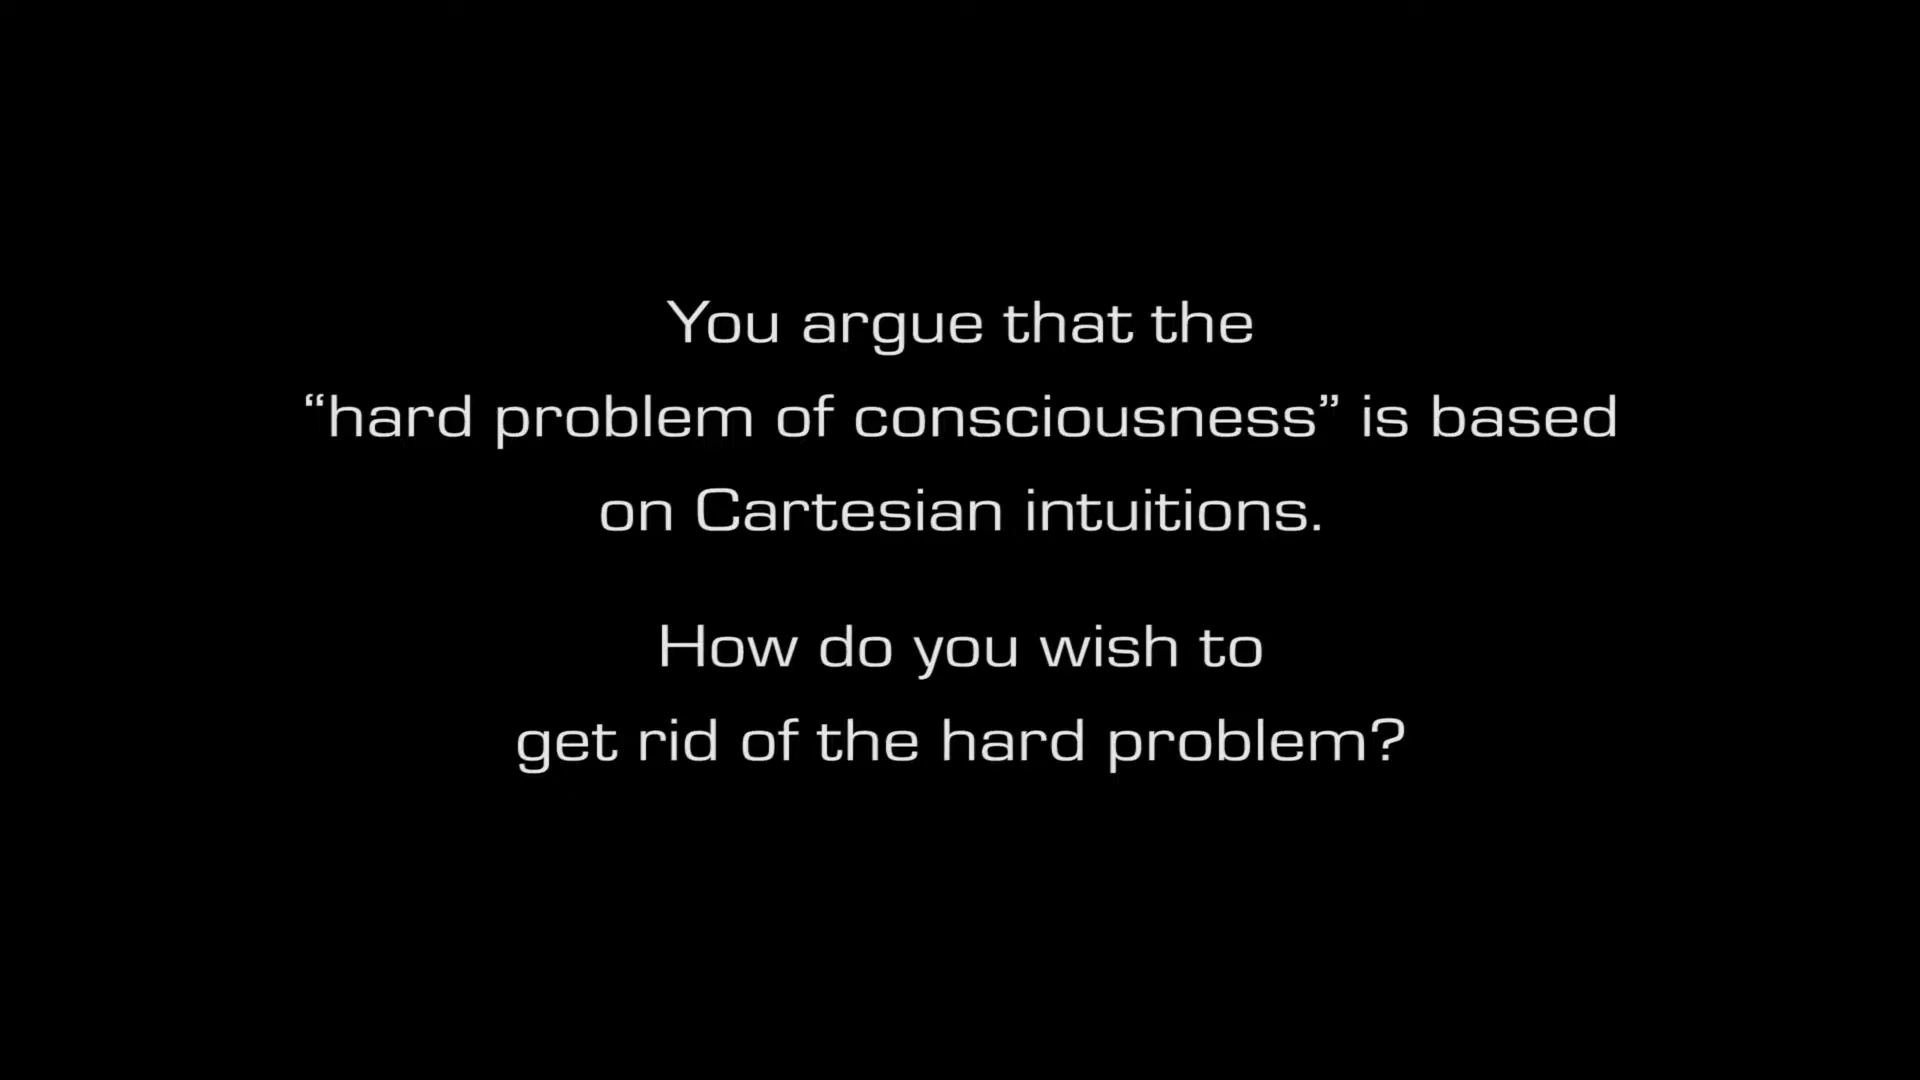 You argue that the
“hard problem of consciousness” is based
on Cartesian intuitions.
How do you wish to
get rid of the hard problem?